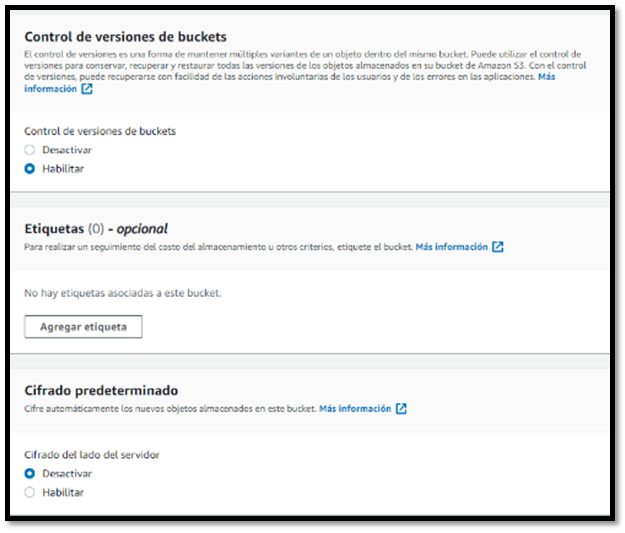 Control de versiones de buckets
El control de versiones es una forma de mantener múltiples variantes de un objeto dentro del mismo bucket. Puede utilizar el control de
versiones para conservar, recuperar y restaurar todas las versiones de los objetos almacenados en su bucket de Amazon S3. Con el control
de versiones, puede recuperarse con facilidad de las acciones involuntarias de los usuarios y de los errores en las aplicaciones. Más
información
Control de versiones de buckets
Desactivar
Habilitar
Etiquetas (0) - opcional
Para realizar un seguimiento del costo del almacenamiento u otros criterios, etiquete el bucket. Más información
No hay etiquetas asociadas a este bucket.
Agregar etiqueta
Cifrado predeterminado
Cifre automáticamente los nuevos objetos almacenados en este bucket. Más información
Cifrado del lado del servidor
Desactivar
Habilitar